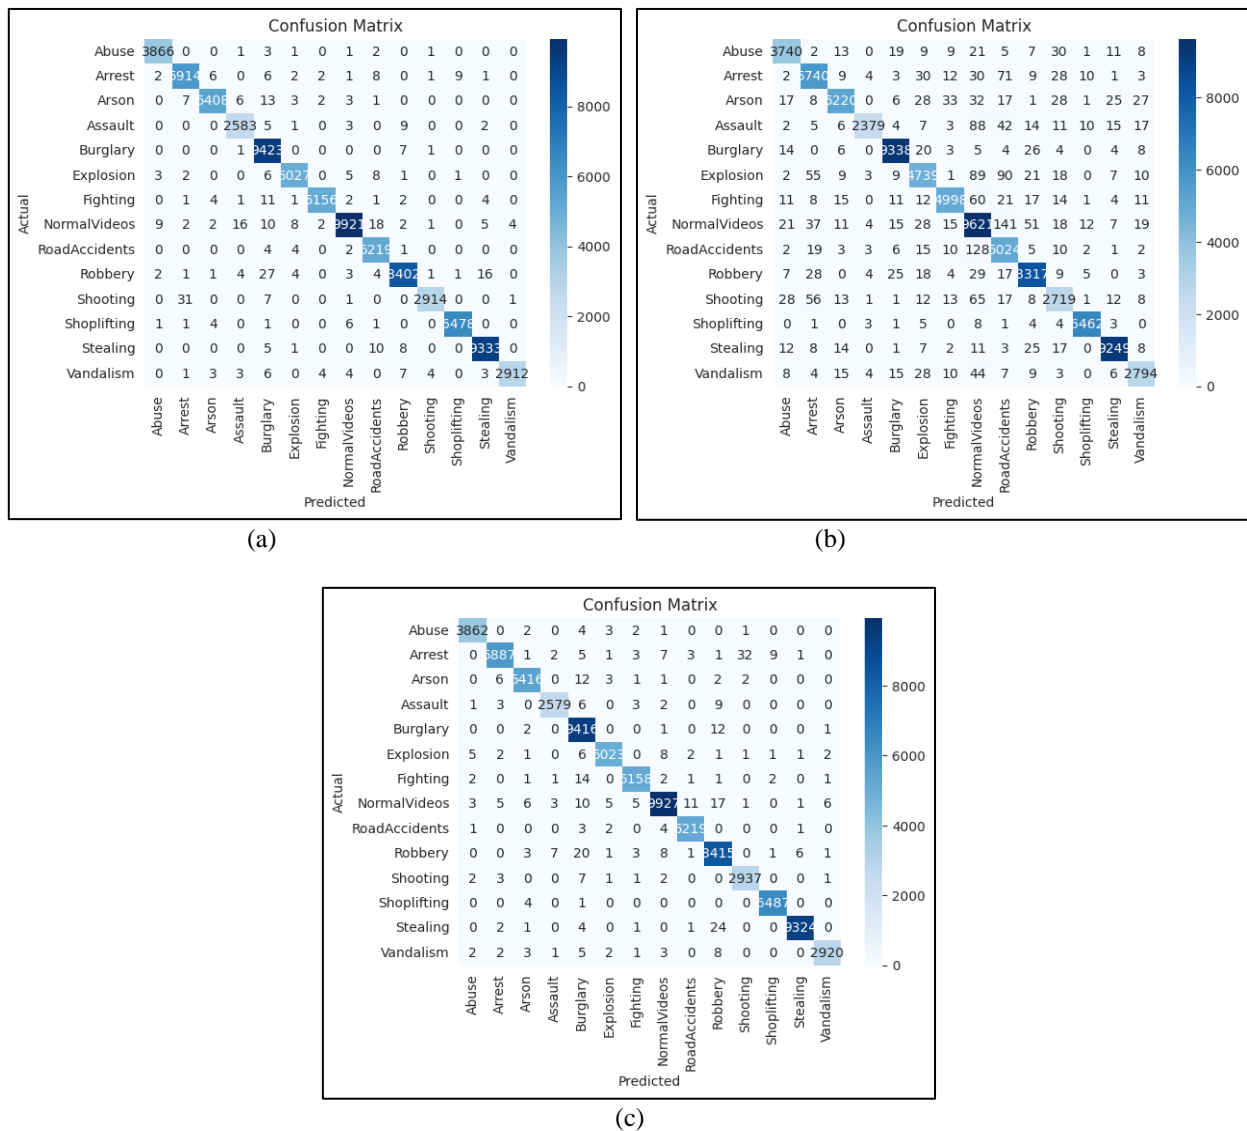 Confusion Matrix
Abuse 3866 0 0 1 3 1 0 1 2 0 1 0 0 0
Arrest 2 5914 6 0 6 2 2 1 8 0 1 9 1 0
Arson 0 7 5408 6 13 3 2 3 1 0 0 0 0 0
Assault 0 0 0 2583 5 1 0 3 0 9 0 0 2 0
Burglary 0 0 0 1 9423 0 0 0 0 7 1 0 0 0
Explosion 3 2 0 0 6 5027 0 5 8 1 0 1 0 0
Fighting 0 1 4 1 11 1 5156 2 1 2 0 0 4 0
NormalVideos 9 2 2 16 10 8 2 9921 18 2 1 0 5 4
RoadAccidents 0 0 0 0 4 4 0 2 5219 1 0 0 0 0
Robbery 2 1 1 4 27 4 0 3 4 8402 1 1 16 0
Shooting 0 31 0 0 7 0 0 1 0 0 2914 0 0 1
Shoplifting 1 1 4 0 1 0 0 6 1 0 0 6478 3 0
Stealing 0 0 0 0 5 1 0 0 10 8 0 0 9333 0
Vandalism 0 1 3 3 6 0 4 4 0 7 4 0 3 2912
Abuse Arrest Arson Assault Burglary Explosion Fighting NormalVideos RoadAccidents Robbery Shooting Shoplifting Stealing Vandalism
Actual
Predicted
8000
6000
4000
2000
0
(a)
Confusion Matrix
Abuse 3740 2 13 0 19 9 9 21 5 7 30 1 11 8
Arrest 2 5740 9 4 3 30 12 30 71 9 28 10 1 3
Arson 17 8 5220 0 6 28 33 32 17 1 28 1 25 27
Assault 2 5 6 2379 4 7 3 88 42 14 11 10 15 17
Burglary 14 0 6 0 9338 20 3 5 4 26 4 0 4 8
Explosion 3 55 9 3 9 4739 1 89 90 21 18 0 7 10
Fighting 11 8 15 0 11 12 4998 60 21 17 14 1 4 11
NormalVideos 21 37 11 4 15 28 15 9621 141 51 18 12 7 19
RoadAccidents 2 19 3 3 6 15 10 128 5024 5 10 2 1 2
Robbery 7 28 0 4 25 18 4 29 17 8317 9 5 0 3
Shooting 28 56 13 1 1 12 13 65 17 8 2719 1 12 8
Shoplifting 0 1 0 3 1 5 0 8 1 4 4 6462 4 2
Stealing 12 8 14 0 1 7 2 11 3 25 17 0 9249 8
Vandalism 8 4 15 4 15 28 10 44 7 9 3 0 6 2794
Abuse Arrest Arson Assault Burglary Explosion Fighting NormalVideos RoadAccidents Robbery Shooting Shoplifting Stealing Vandalism
Actual
Predicted
8000
6000
4000
2000
0
(b)
Confusion Matrix
Abuse 3862 0 2 0 4 3 2 1 0 0 1 0 0 0
Arrest 0 5887 1 2 5 1 3 7 3 1 32 9 1 0
Arson 0 6 5416 0 12 3 1 1 0 2 2 0 0 0
Assault 1 3 0 2579 6 0 3 2 0 9 0 0 0 0
Burglary 0 0 2 0 9416 0 0 1 0 12 0 0 0 1
Explosion 5 2 1 0 6 5023 0 8 2 1 1 1 1 2
Fighting 2 0 1 1 14 0 5158 2 1 1 0 2 0 1
NormalVideos 3 5 6 3 10 5 5 9927 11 17 1 0 1 6
RoadAccidents 1 0 0 0 3 2 0 4 5219 0 0 0 1 0
Robbery 0 0 3 7 20 1 3 8 1 8415 0 1 6 1
Shooting 2 3 0 0 7 1 1 2 0 0 2937 0 0 1
Shoplifting 0 0 4 0 1 0 0 0 0 0 0 6487 0 0
Stealing 0 2 1 0 4 0 1 0 1 24 0 0 9324 0
Vandalism 2 2 3 1 5 2 1 3 0 8 0 0 0 2920
Abuse Arrest Arson Assault Burglary Explosion Fighting NormalVideos RoadAccidents Robbery Shooting Shoplifting Stealing Vandalism
Actual
Predicted
8000
6000
4000
2000
0
(c)